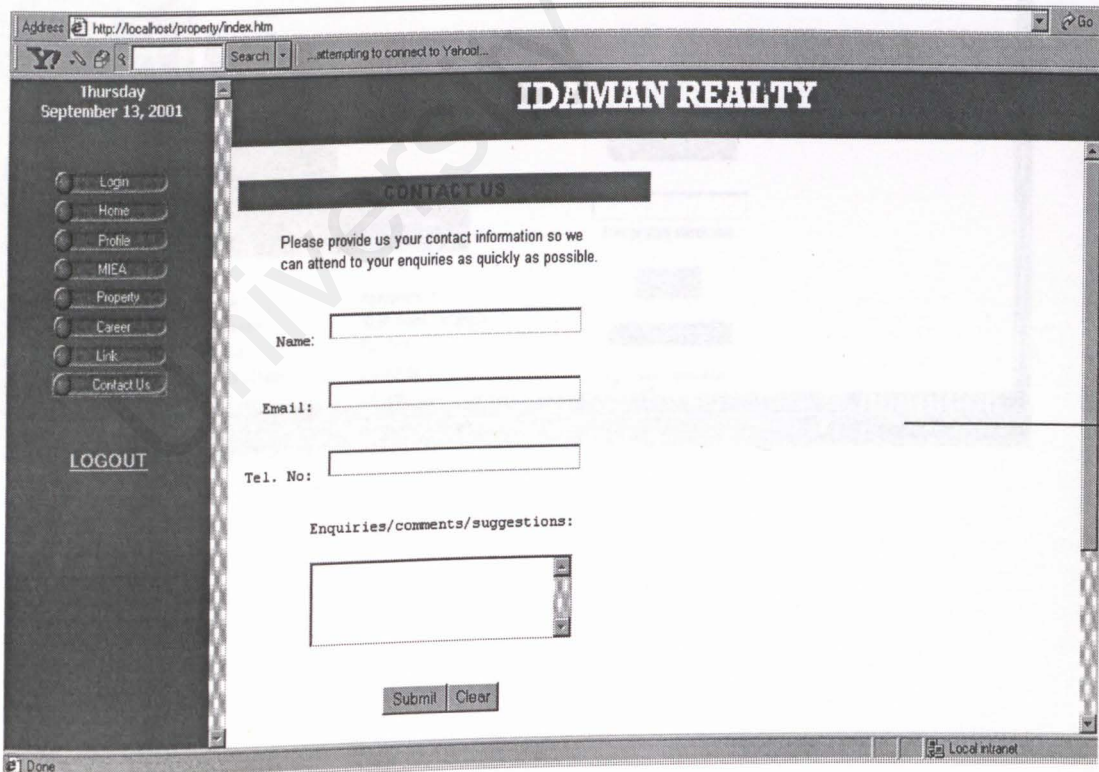 Address http://localhost/property/index.htm Go
Y? Search ...attempting to connect to Yahoo!...
Thursday
September 13, 2001
IDAMAN REALTY
Login
Home
Profile
MIEA
Property
Career
Link
Contact Us
LOGOUT
CONTACT US
Please provide us your contact information so we
can attend to your enquiries as quickly as possible.
Name:
Email:
Tel. No:
Enquiries/comments/suggestions:
Submit Clear
Done Local intranet
Univers